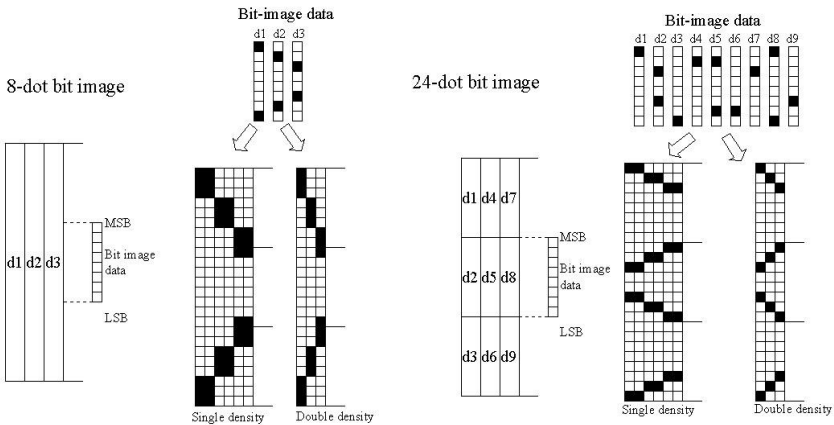 Bit-image data
d1 d2 d3
8-dot bit image
MSB
d1 d2 d3
Bit image
data
LSB
Single density
Double density
Bit-image data
d1 d2 d3 d4 d5 d6 d7 d8 d9
24-dot bit image
d1 d4 d7
MSB
d2 d5 d8
Bit image
data
LSB
d3 d6 d9
Single density
Double density